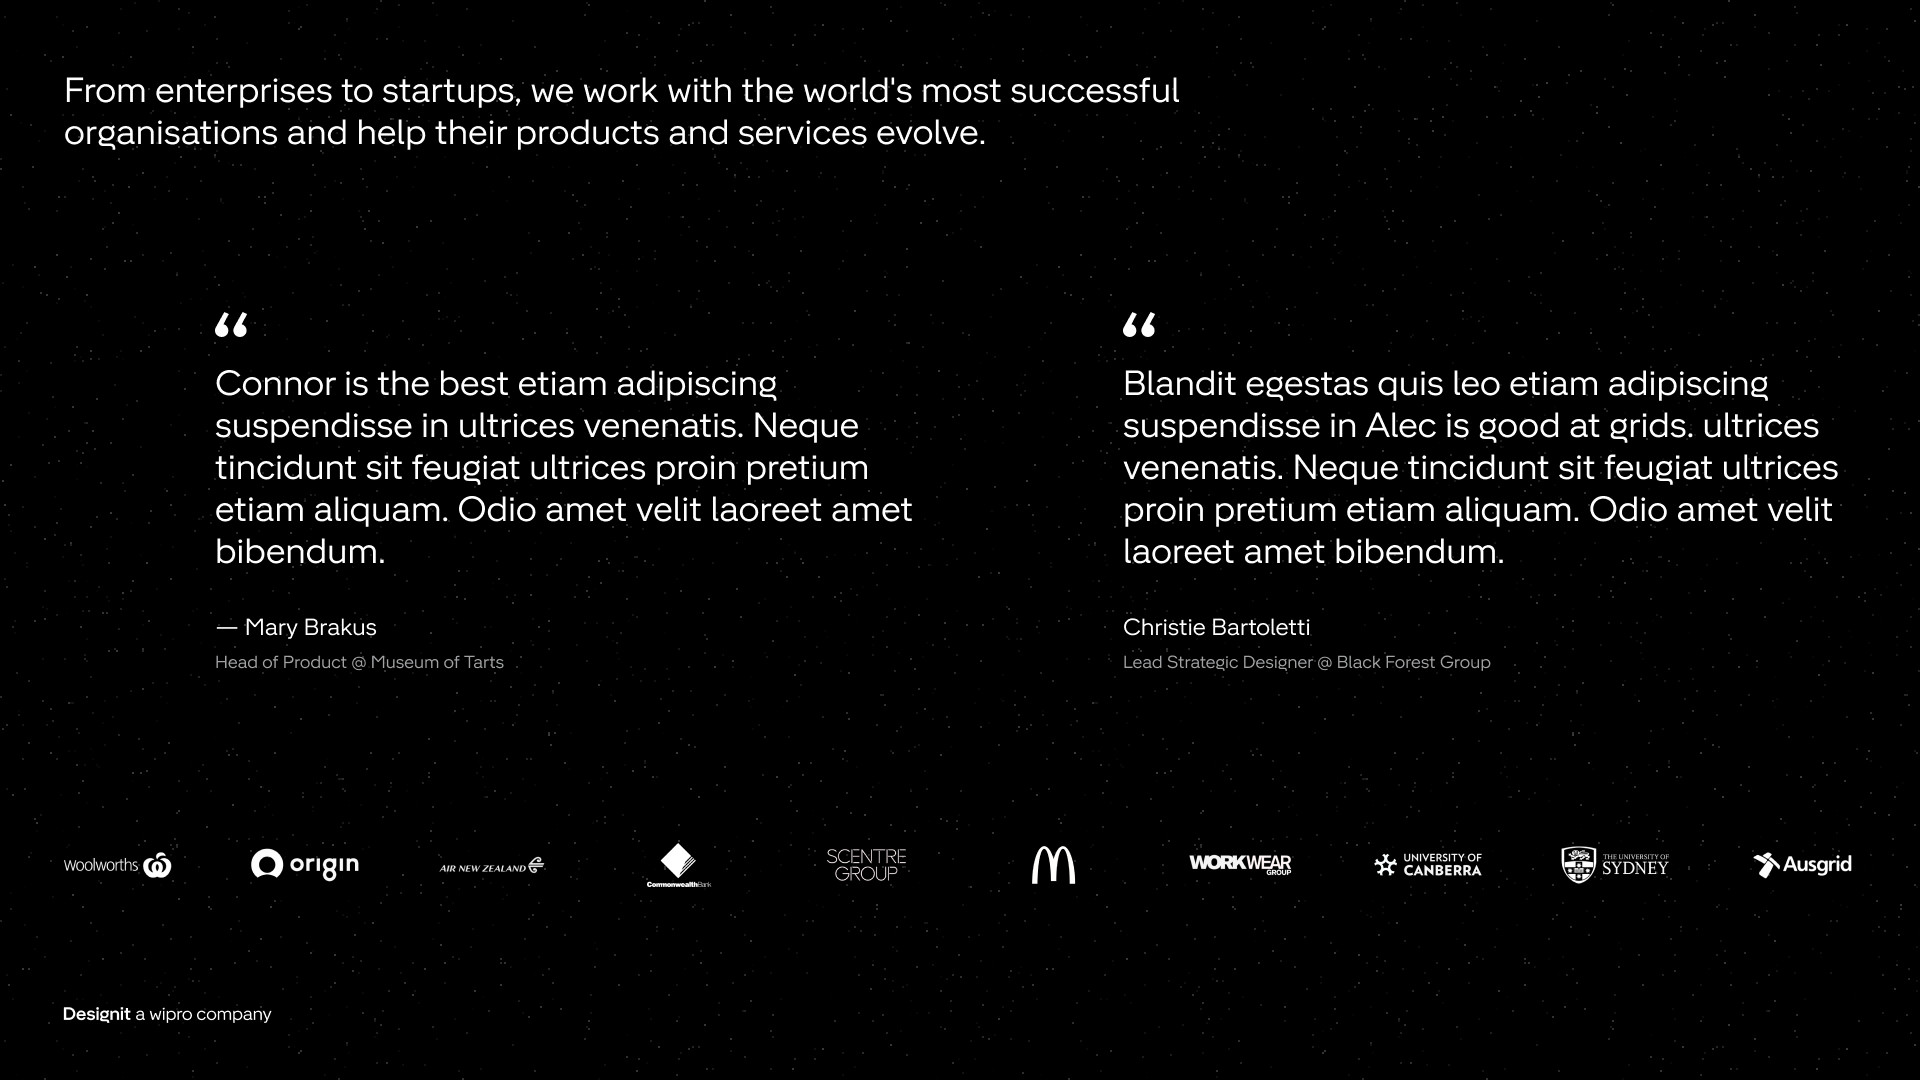 From enterprises to startups, we work with the world's most successful
organisations and help their products and services evolve.
“
Connor is the best etiam adipiscing
suspendisse in ultrices venenatis. Neque
tincidunt sit feugiat ultrices proin pretium
etiam aliquam. Odio amet velit laoreet amet
bibendum.
— Mary Brakus
Head of Product @ Museum of Tarts
“
Blandit egestas quis leo etiam adipiscing
suspendisse in Alec is good at grids. ultrices
venenatis. Neque tincidunt sit feugiat ultrices
proin pretium etiam aliquam. Odio amet velit
laoreet amet bibendum.
Christie Bartoletti
Lead Strategic Designer @ Black Forest Group
Woolworths
origin
AIR NEW ZEALAND
CommonwealthBank
SCENTRE
GROUP
WORKWEAR
GROUP
UNIVERSITY OF
CANBERRA
THE UNIVERSITY OF
SYDNEY
Ausgrid
Designit a wipro company